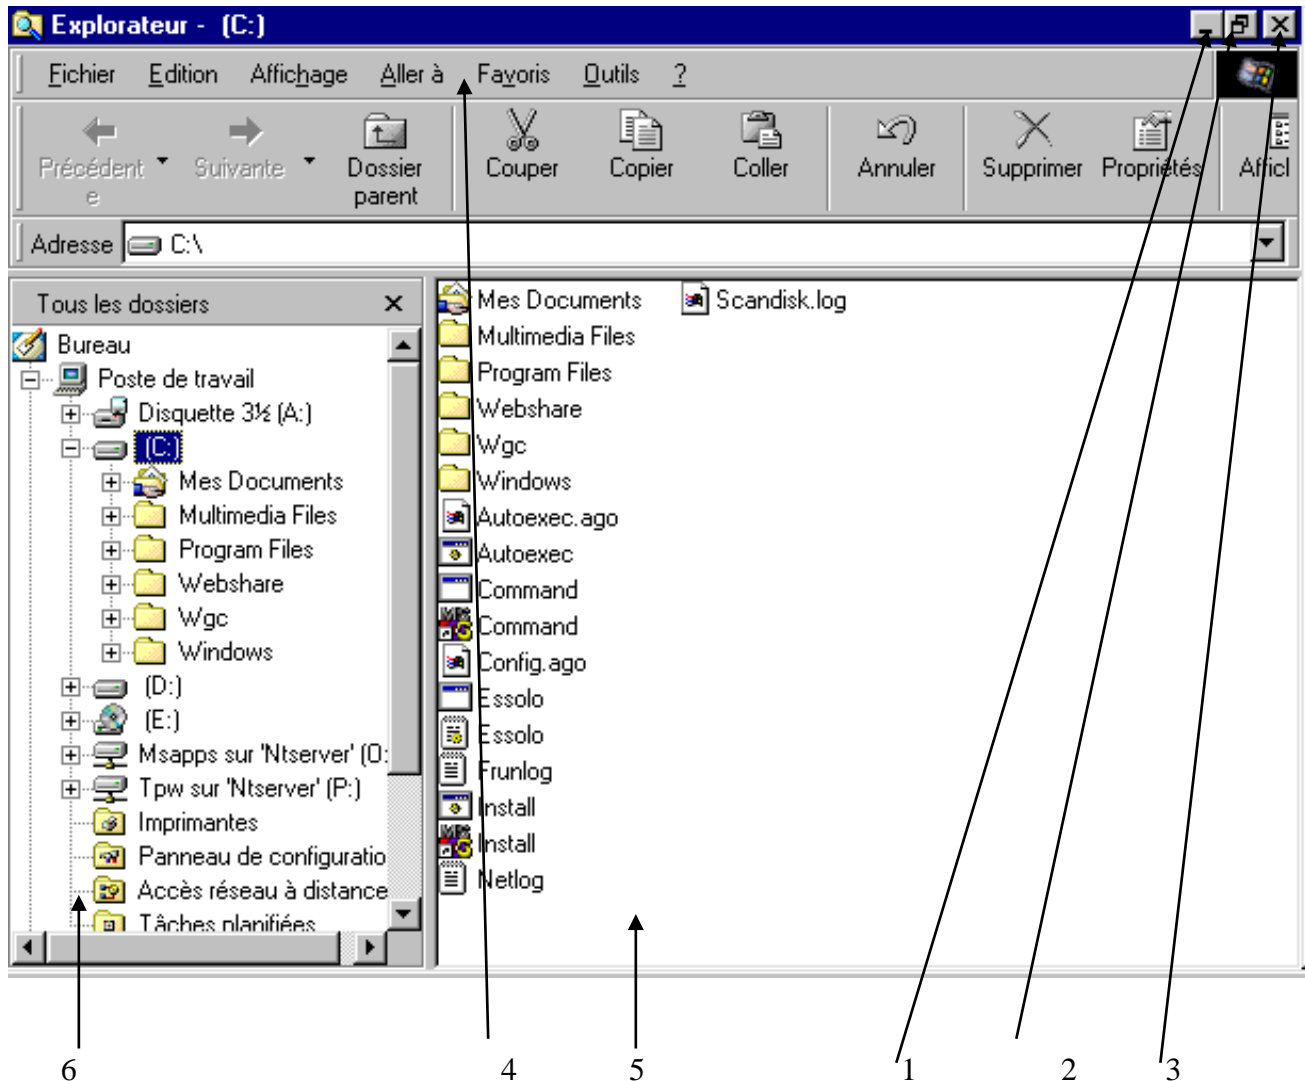 Explorateur - (C:)
Fichier Edition Affichage Aller à Favoris Outils ?
Précédent
e
Suivante
Dossier
parent
Couper
Copier
Coller
Annuler
Supprimer
Propriétés
Affich
Adresse C:\
Tous les dossiers
Bureau
Poste de travail
Disquette 3½ (A:)
(C:)
Mes Documents
Multimedia Files
Program Files
Webshare
Wgc
Windows
(D:)
(E:)
Msapps sur 'Ntserver' (O:
Tpw sur 'Ntserver' (P:)
Imprimantes
Panneau de configuratio
Accès réseau à distance
Tâches planifiées
Mes Documents
Multimedia Files
Program Files
Webshare
Wgc
Windows
Autoexec.ago
Autoexec
Command
Command
Config.ago
Essolo
Essolo
Frunlog
Install
Install
Netlog
Scandisk.log
6 4 5 1 2 3